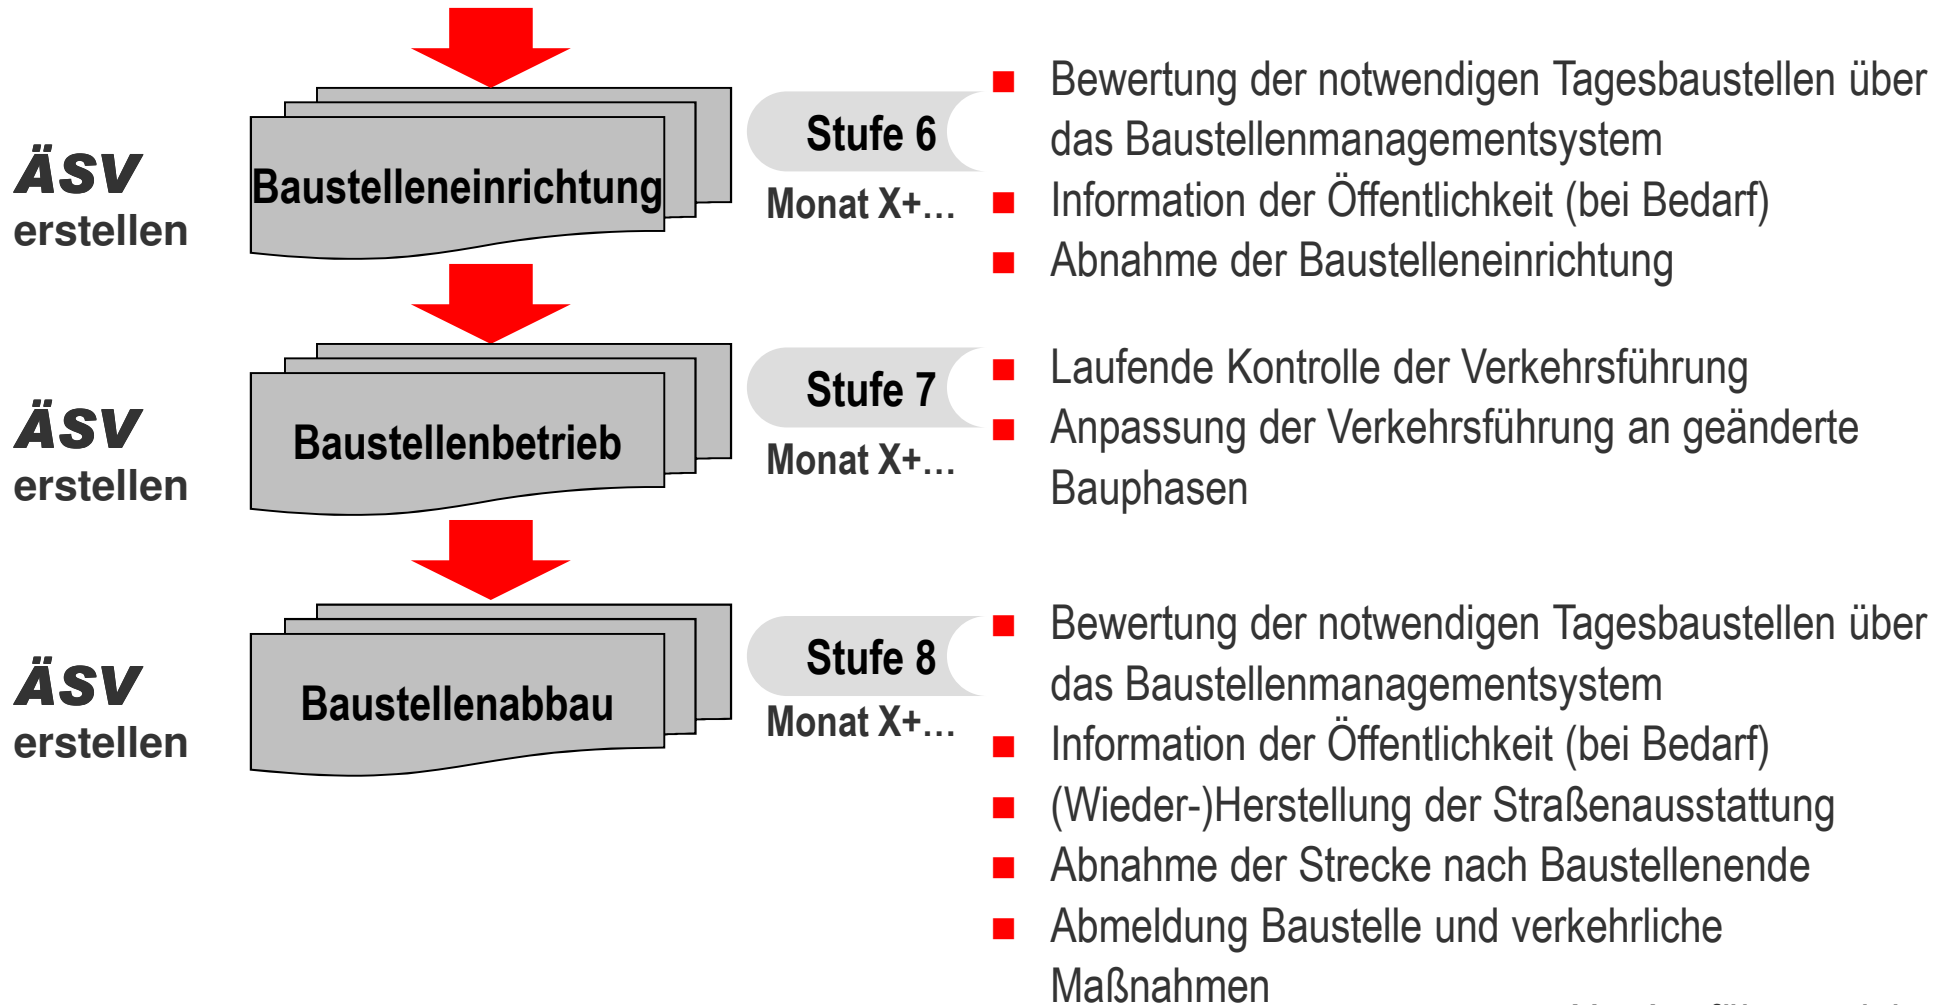 ÄSV
erstellen
Baustelleneinrichtung
Stufe 6
Monat X+...
■ Bewertung der notwendigen Tagesbaustellen über
das Baustellenmanagementsystem
■ Information der Öffentlichkeit (bei Bedarf)
■ Abnahme der Baustelleneinrichtung
ÄSV
erstellen
Baustellenbetrieb
Stufe 7
Monat X+...
■ Laufende Kontrolle der Verkehrsführung
■ Anpassung der Verkehrsführung an geänderte
Bauphasen
ÄSV
erstellen
Baustellenabbau
Stufe 8
Monat X+...
■ Bewertung der notwendigen Tagesbaustellen über
das Baustellenmanagementsystem
■ Information der Öffentlichkeit (bei Bedarf)
■ (Wieder-)Herstellung der Straßenausstattung
■ Abnahme der Strecke nach Baustellenende
■ Abmeldung Baustelle und verkehrliche
Maßnahmen